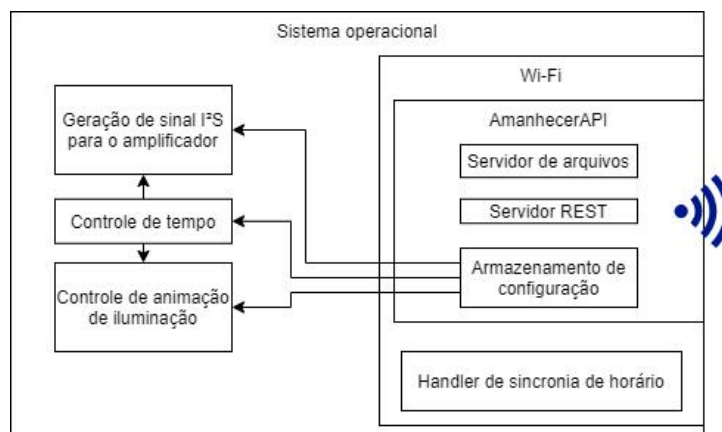 Sistema operacional
Wi-Fi
AmanhecerAPI
Geração de sinal I²S
para o amplificador
Servidor de arquivos
Servidor REST
Controle de tempo
Armazenamento de
configuração
Controle de animação
de iluminação
Handler de sincronia de horário